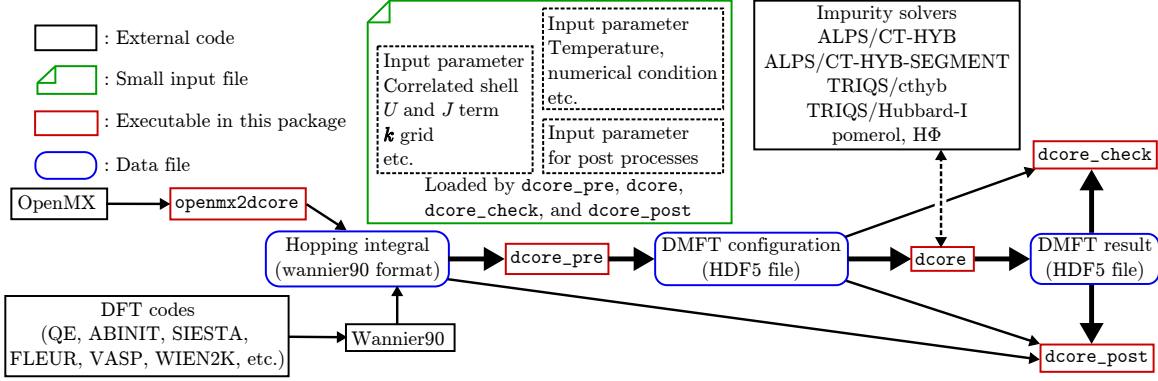 : External code
: Small input file
: Executable in this package
: Data file
Input parameter
Correlated shell
U and J term
k grid
etc.
Input parameter
Temperature,
numerical condition
etc.
Input parameter
for post processes
Loaded by dcore_pre, dcore,
dcore_check, and dcore_post
Impurity solvers
ALPS/CT-HYB
ALPS/CT-HYB-SEGMENT
TRIQS/cthyb
TRIQS/Hubbard-I
pomerol, HΦ
OpenMX
openmx2dcore
Hopping integral
(wannier90 format)
dcore_pre
DMFT configuration
(HDF5 file)
dcore
DMFT result
(HDF5 file)
dcore_check
dcore_post
DFT codes
(QE, ABINIT, SIESTA,
FLEUR, VASP, WIEN2K, etc.)
Wannier90